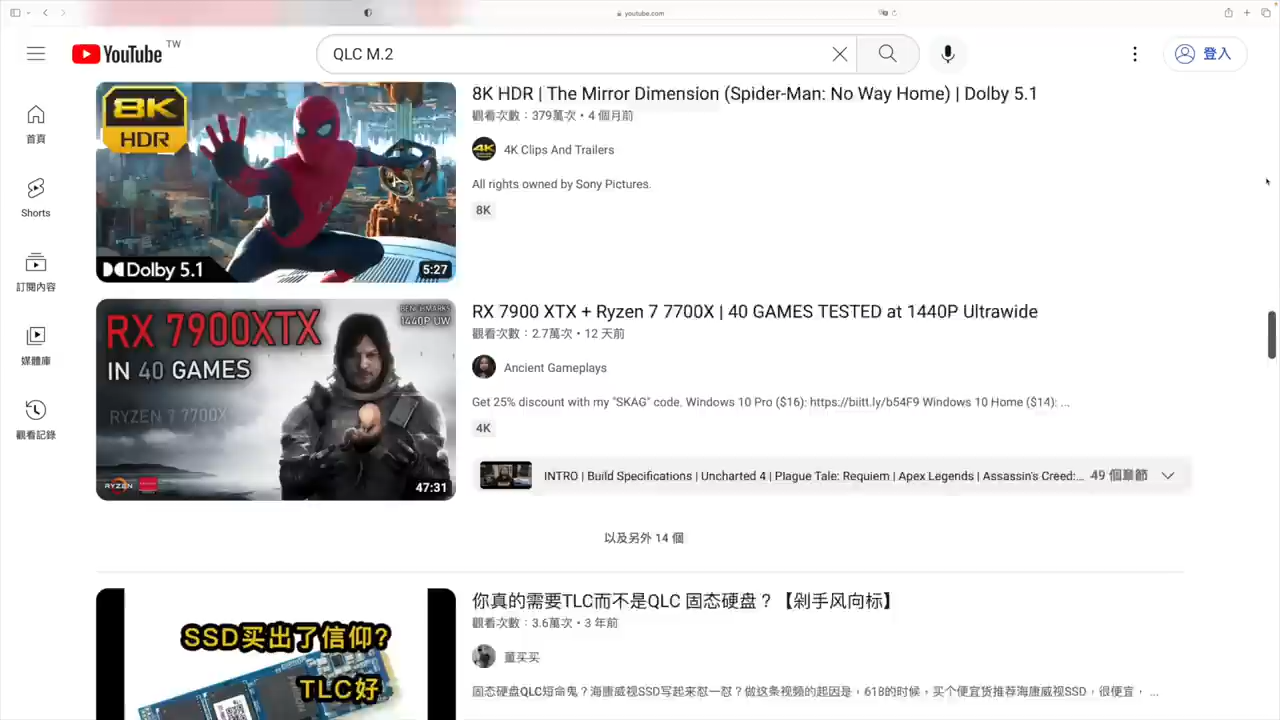 youtube.com
YouTube TW
QLC M.2
登入
首頁
Shorts
訂閱內容
媒體庫
觀看記錄
8K
HDR
Dolby 5.1
5:27
8K HDR | The Mirror Dimension (Spider-Man: No Way Home) | Dolby 5.1
觀看次數：379萬次・4 個月前
4K Clips And Trailers
All rights owned by Sony Pictures.
8K
RX 7900XTX
IN 40 GAMES
RYZEN 7 7700X
BENCHMARKS
1440P UW
RYZEN
47:31
RX 7900 XTX + Ryzen 7 7700X | 40 GAMES TESTED at 1440P Ultrawide
觀看次數：2.7萬次・12 天前
Ancient Gameplays
Get 25% discount with my "SKAG" code. Windows 10 Pro ($16): https://biitt.ly/b54F9 Windows 10 Home ($14): ...
4K
INTRO | Build Specifications | Uncharted 4 | Plague Tale: Requiem | Apex Legends | Assassin's Creed:... 49 個章節
以及另外 14 個
SSD买出了信仰?
TLC好
你真的需要TLC而不是QLC 固态硬盘？【剁手风向标】
觀看次數：3.6萬次・3 年前
董买买
固态硬盘QLC短命鬼？海康威视SSD写起来怼一怼？做这条视频的起因是，618的时候，买个便宜货推荐海康威视SSD，很便宜， ...